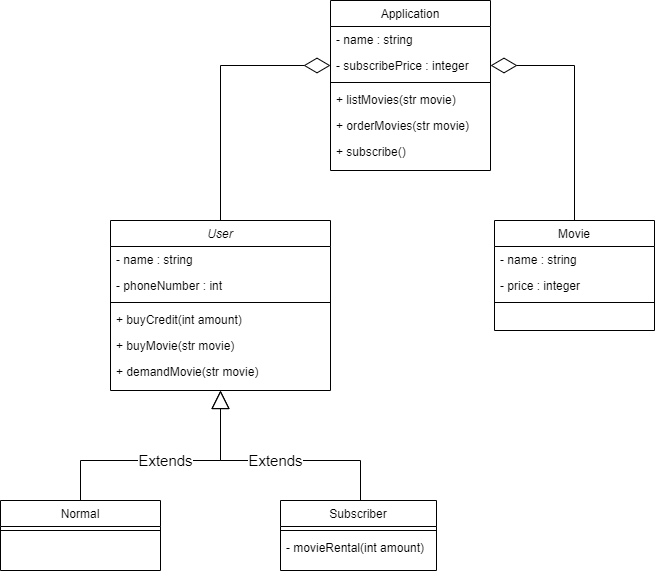 Application
- name : string
- subscribePrice : integer
+ listMovies(str movie)
+ orderMovies(str movie)
+ subscribe()
User
- name : string
- phoneNumber : int
+ buyCredit(int amount)
+ buyMovie(str movie)
+ demandMovie(str movie)
Movie
- name : string
- price : integer
Extends
Extends
Normal
Subscriber
- movieRental(int amount)